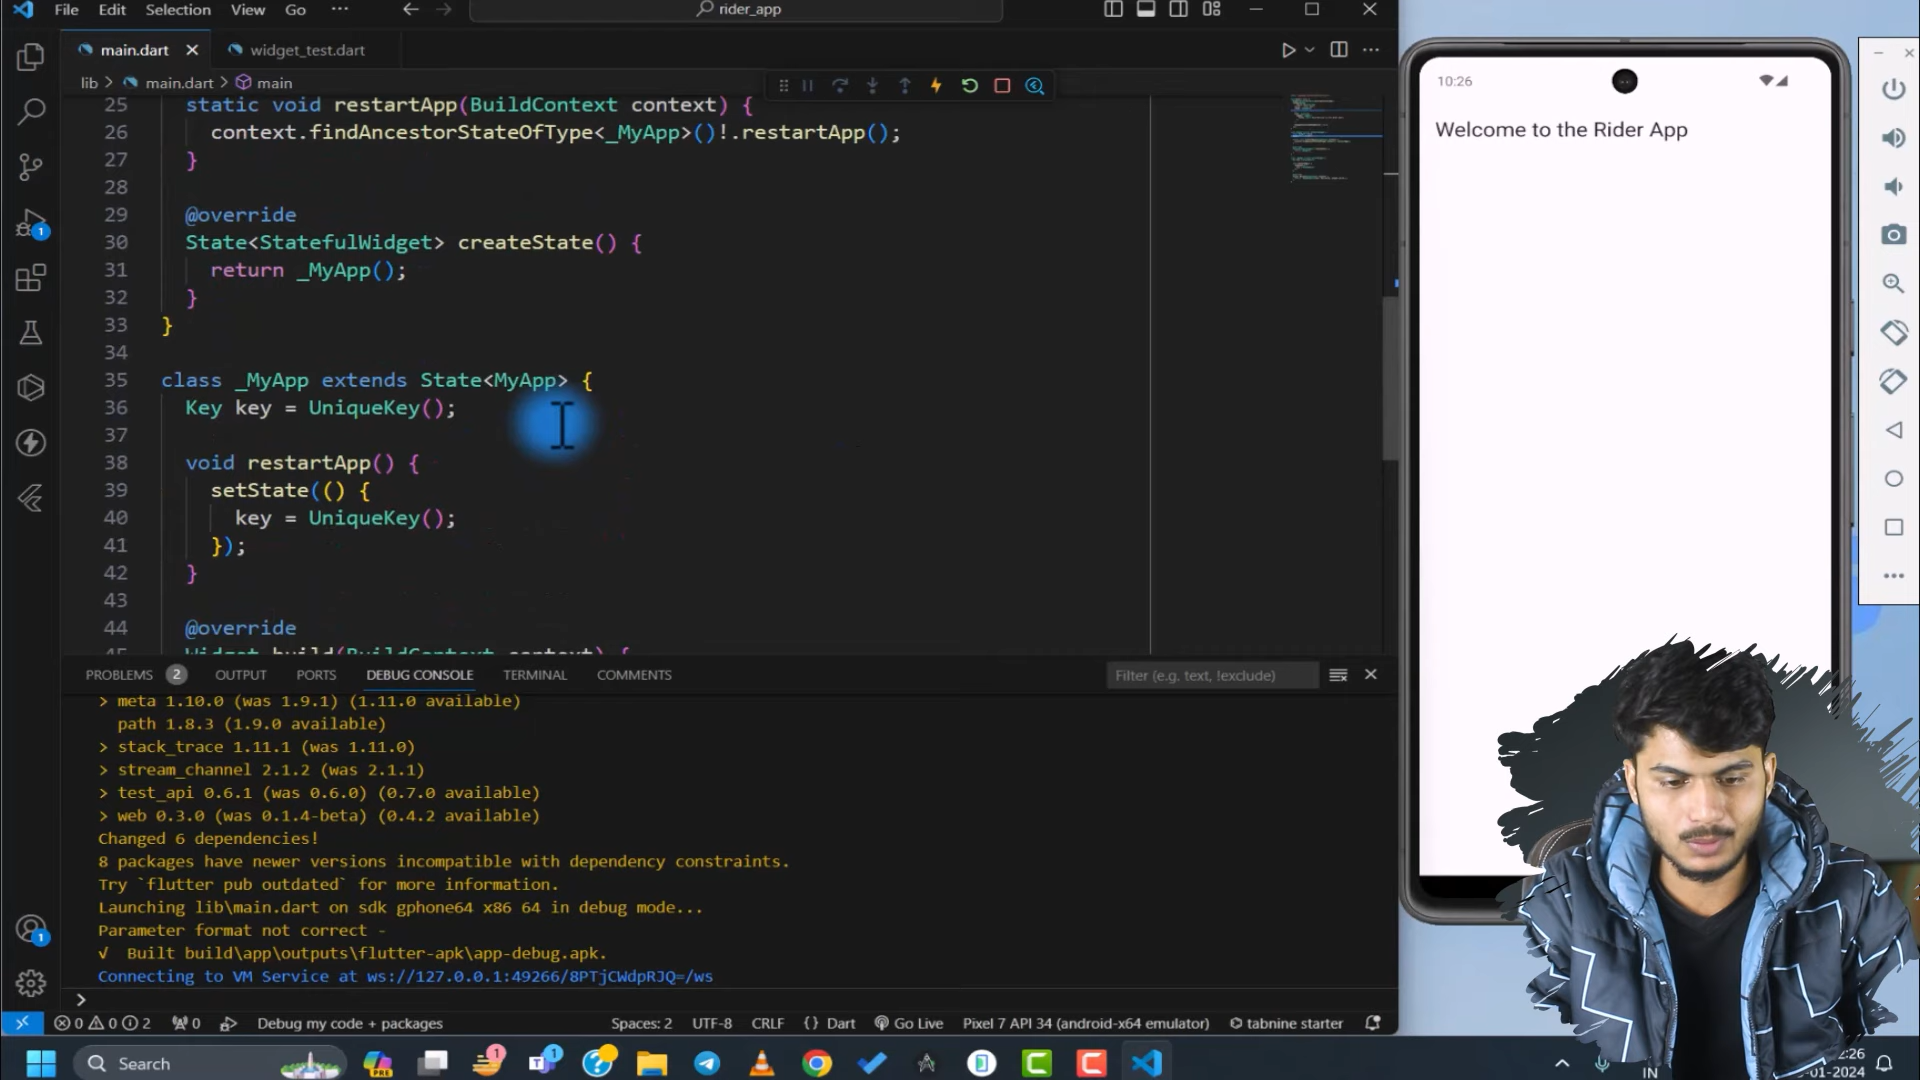 File Edit Selection View Go ··· rider_app
main.dart widget_test.dart
lib > main.dart > main
25 static void restartApp(BuildContext context) {
26 context.findAncestorStateOfType<_MyApp>()!.restartApp();
27 }
28
29 @override
30 State<StatefulWidget> createState() {
31 return _MyApp();
32 }
33 }
34
35 class _MyApp extends State<MyApp> {
36 Key key = UniqueKey();
37
38 void restartApp() {
39 setState(() {
40 key = UniqueKey();
41 });
42 }
43
44 @override
45 Widget build(BuildContext context) {
PROBLEMS 2 OUTPUT PORTS DEBUG CONSOLE TERMINAL COMMENTS Filter (e.g. text, !exclude)
> meta 1.10.0 (was 1.9.1) (1.11.0 available)
path 1.8.3 (1.9.0 available)
> stack_trace 1.11.1 (was 1.11.0)
> stream_channel 2.1.2 (was 2.1.1)
> test_api 0.6.1 (was 0.6.0) (0.7.0 available)
> web 0.3.0 (was 0.1.4-beta) (0.4.2 available)
Changed 6 dependencies!
8 packages have newer versions incompatible with dependency constraints.
Try `flutter pub outdated` for more information.
Launching lib\main.dart on sdk gphone64 x86 64 in debug mode...
Parameter format not correct -
√ Built build\app\outputs\flutter-apk\app-debug.apk.
Connecting to VM Service at ws://127.0.0.1:49266/8PTjCWdpRJQ=/ws
>
0 0 2 0 Debug my code + packages Spaces: 2 UTF-8 CRLF {} Dart Go Live Pixel 7 API 34 (android-x64 emulator) tabnine starter
Search PRE 1 1 IN
10:26
Welcome to the Rider App